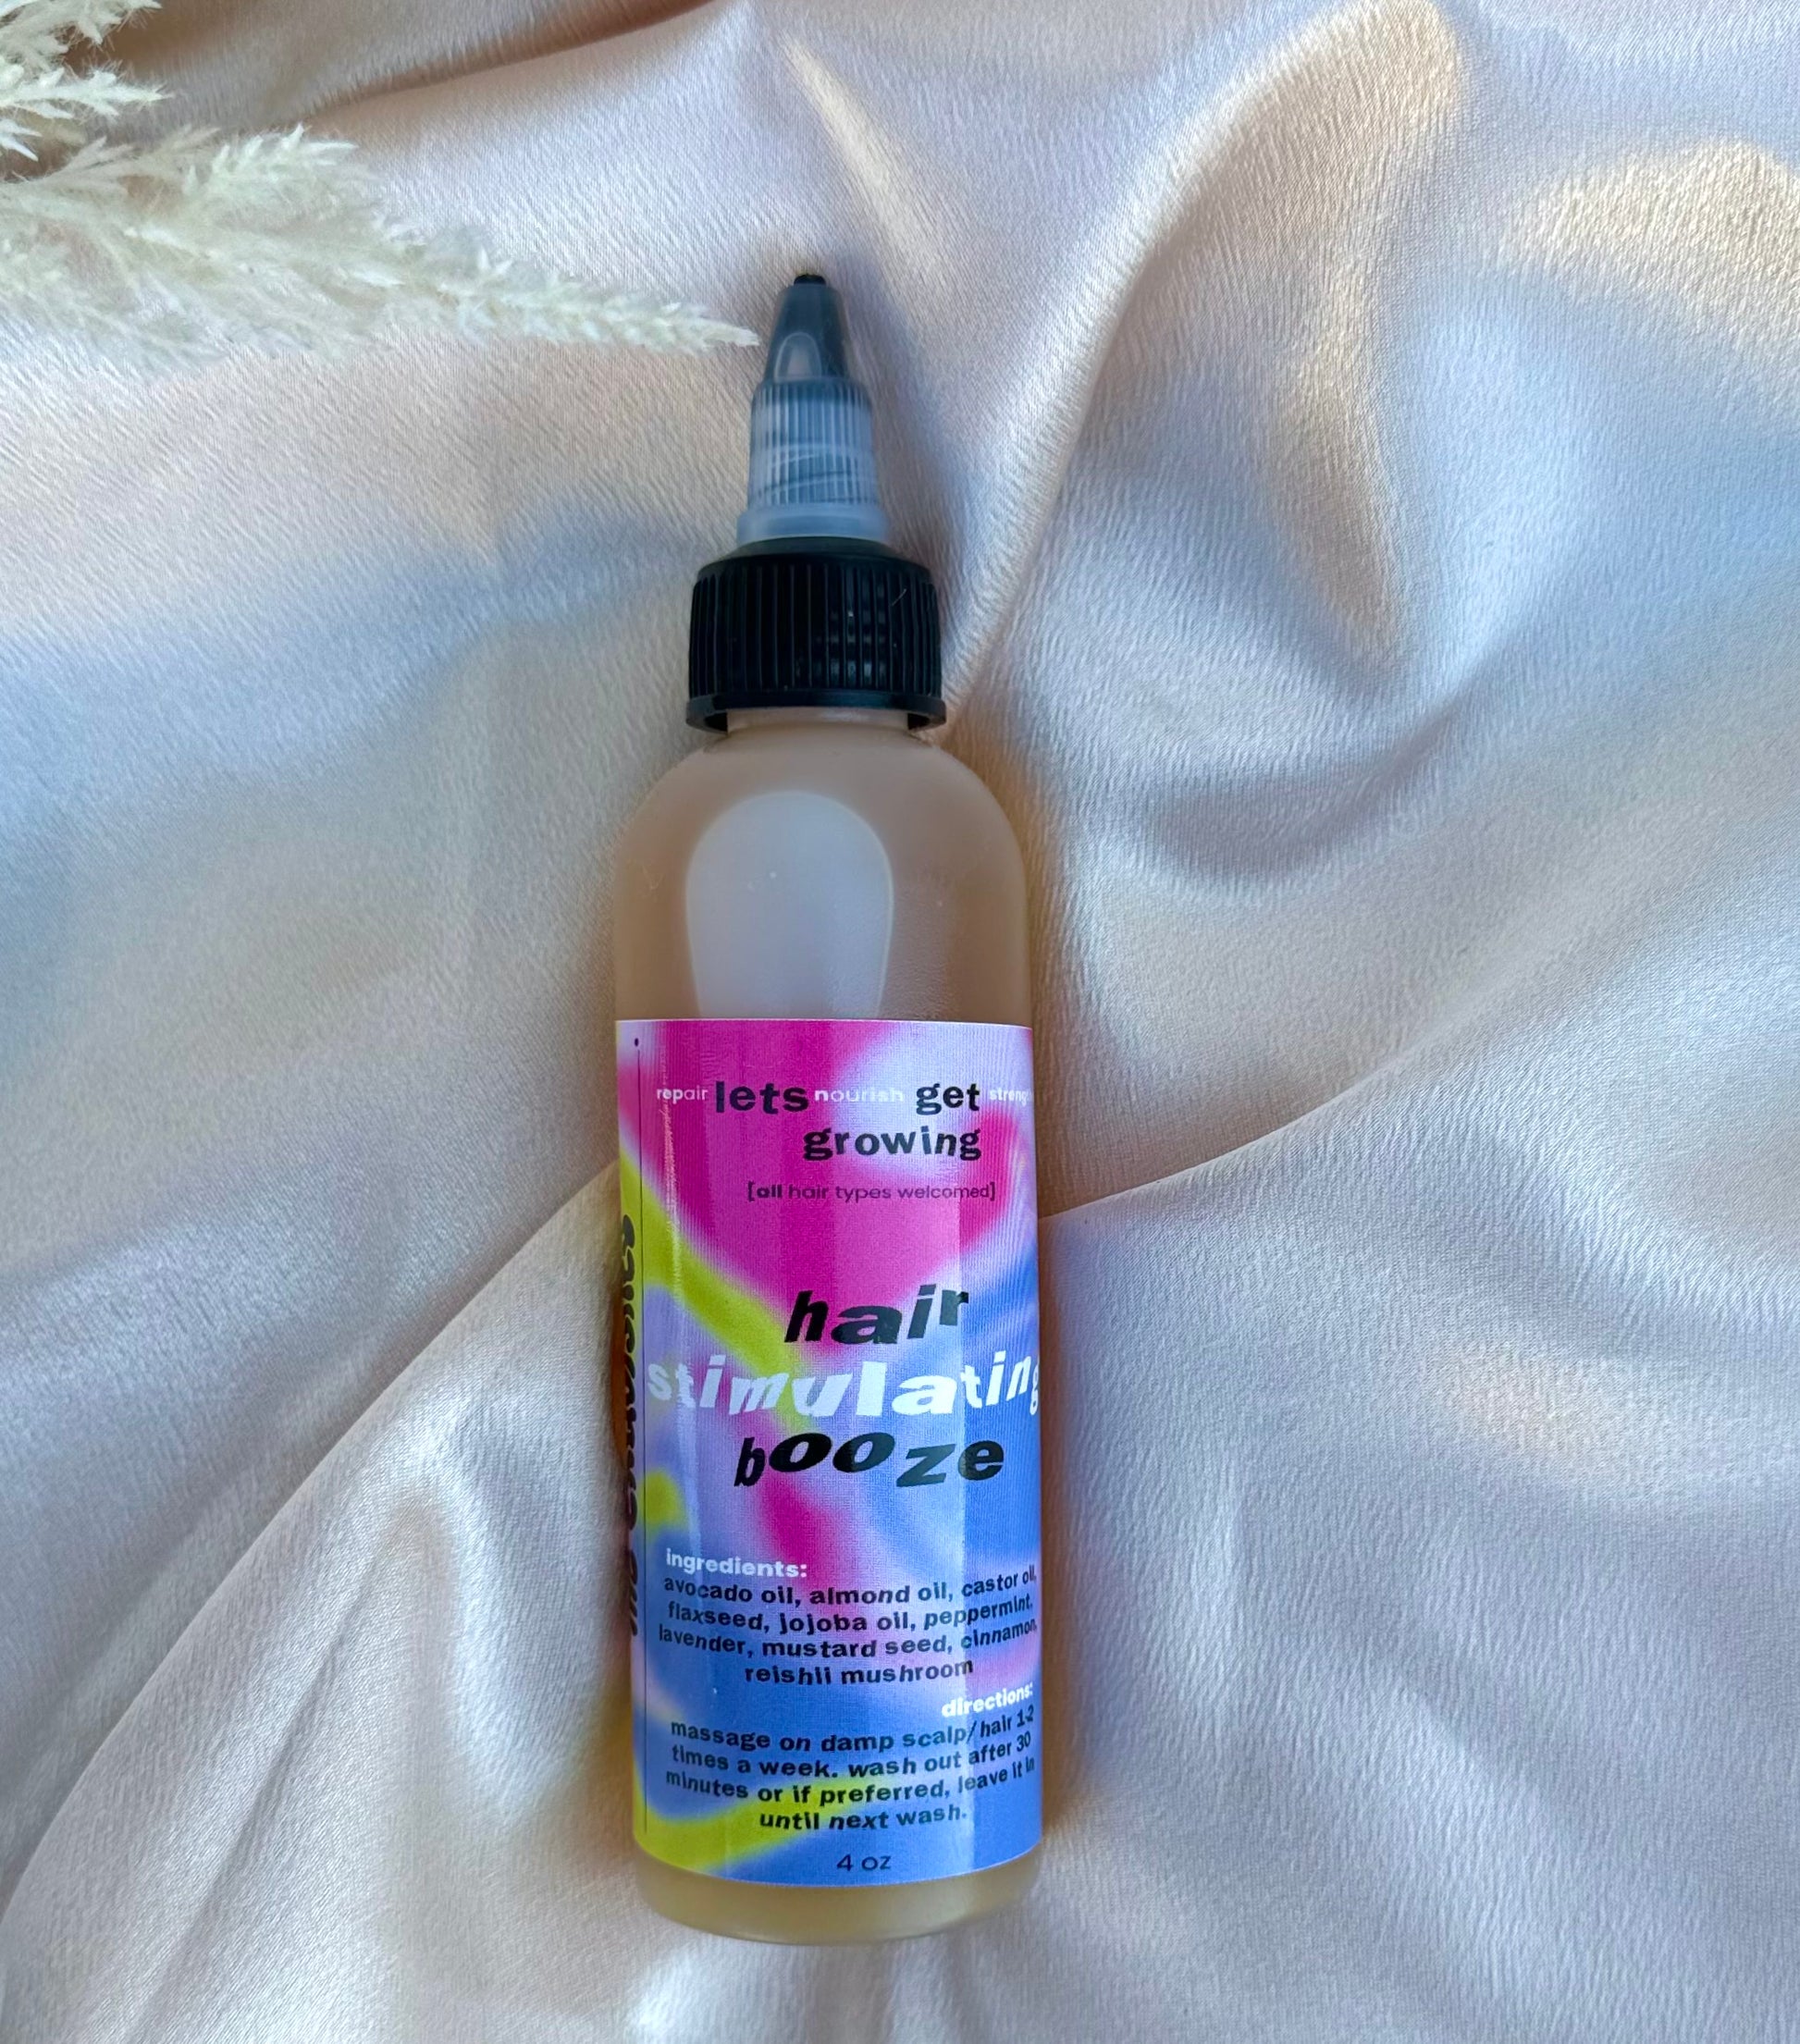 repair lets nourish get
growing
[all hair types welcomed]
hair
stimulating
booze
ingredients:
avocado oil, almond oil, castor oil,
flaxseed, jojoba oil, peppermint,
lavender, mustard seed, cinnamon,
reishii mushroom
directions:
massage on damp scalp/hair 1-2
times a week. wash out after 30
minutes or if preferred, leave it in
until next wash.
4 oz